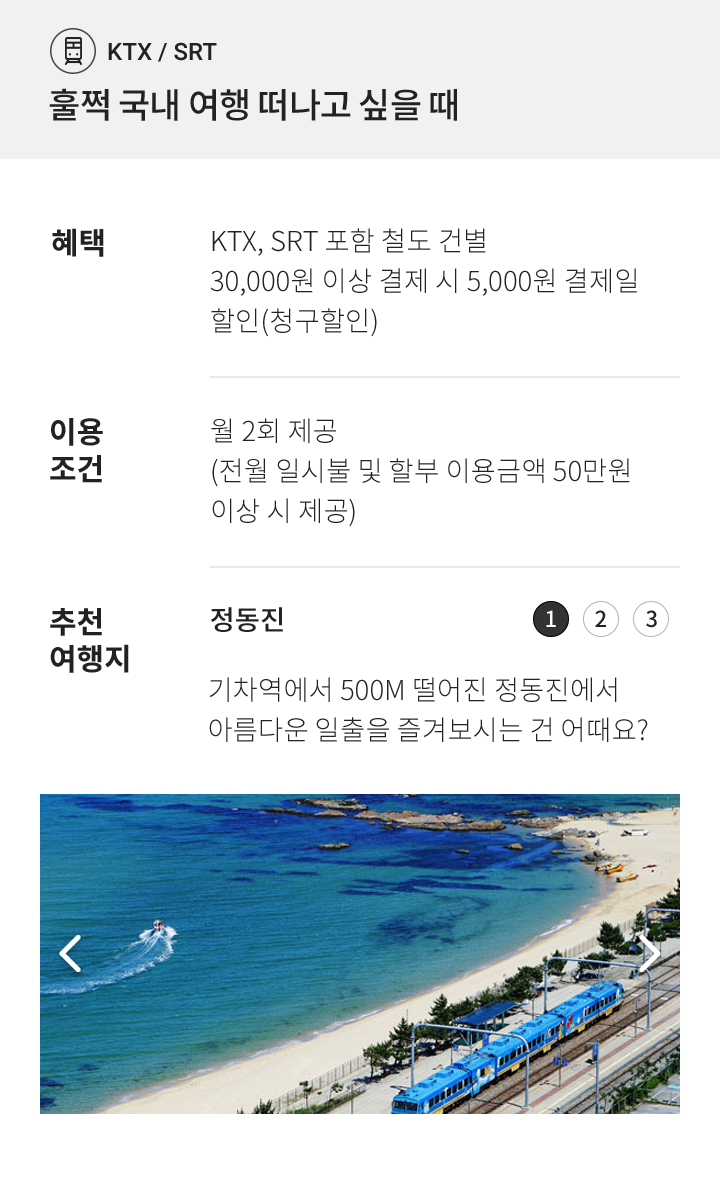 KTX / SRT
훌쩍 국내 여행 떠나고 싶을 때
혜택
KTX, SRT 포함 철도 건별
30,000원 이상 결제 시 5,000원 결제일
할인(청구할인)
이용
조건
월 2회 제공
(전월 일시불 및 할부 이용금액 50만원
이상 시 제공)
추천
여행지
정동진
1 2 3
기차역에서 500M 떨어진 정동진에서
아름다운 일출을 즐겨보시는 건 어때요?